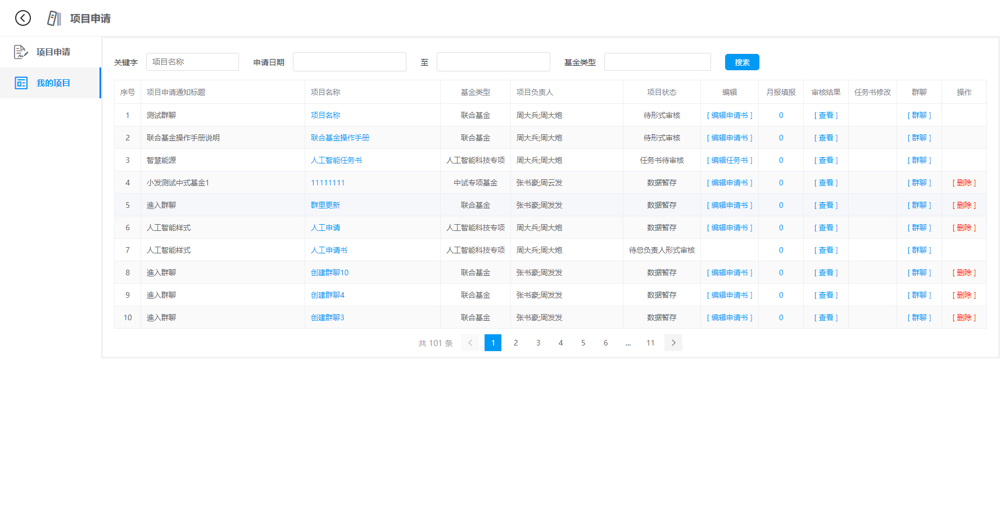 项目申请
项目申请
我的项目
关键字 项目名称 申请日期 至 基金类型 搜索
序号 项目申请通知标题 项目名称 基金类型 项目负责人 项目状态 编辑 月报填报 审核结果 任务书修改 群聊 操作
1 测试群聊 项目名称 联合基金 周大兵;周大炮 待形式审核 [ 编辑申请书 ] 0 [ 查看 ] [ 群聊 ]
2 联合基金操作手册说明 联合基金操作手册 联合基金 周大兵;周大炮 待形式审核 [ 编辑申请书 ] 0 [ 查看 ] [ 群聊 ]
3 智慧能源 人工智能任务书 人工智能科技专项 周大兵;周大炮 任务书待审核 [ 编辑任务书 ] 0 [ 查看 ] [ 群聊 ]
4 小发测试中式基金1 11111111 中试专项基金 张书豪;周云发 数据暂存 [ 编辑申请书 ] 0 [ 查看 ] [ 群聊 ] [ 删除 ]
5 進入群聊 群里更新 联合基金 张书豪;周发发 数据暂存 [ 编辑申请书 ] 0 [ 查看 ] [ 群聊 ] [ 删除 ]
6 人工智能样式 人工申请 人工智能科技专项 周大兵;周大炮 数据暂存 [ 编辑申请书 ] 0 [ 查看 ] [ 群聊 ] [ 删除 ]
7 人工智能样式 人工申请书 人工智能科技专项 周大兵;周大炮 待总负责人形式审核 0 [ 查看 ] [ 群聊 ]
8 進入群聊 创建群聊10 联合基金 张书豪;周发发 数据暂存 [ 编辑申请书 ] 0 [ 查看 ] [ 群聊 ] [ 删除 ]
9 進入群聊 创建群聊4 联合基金 张书豪;周发发 数据暂存 [ 编辑申请书 ] 0 [ 查看 ] [ 群聊 ] [ 删除 ]
10 進入群聊 创建群聊3 联合基金 张书豪;周发发 数据暂存 [ 编辑申请书 ] 0 [ 查看 ] [ 群聊 ] [ 删除 ]
共 101 条 1 2 3 4 5 6 ... 11